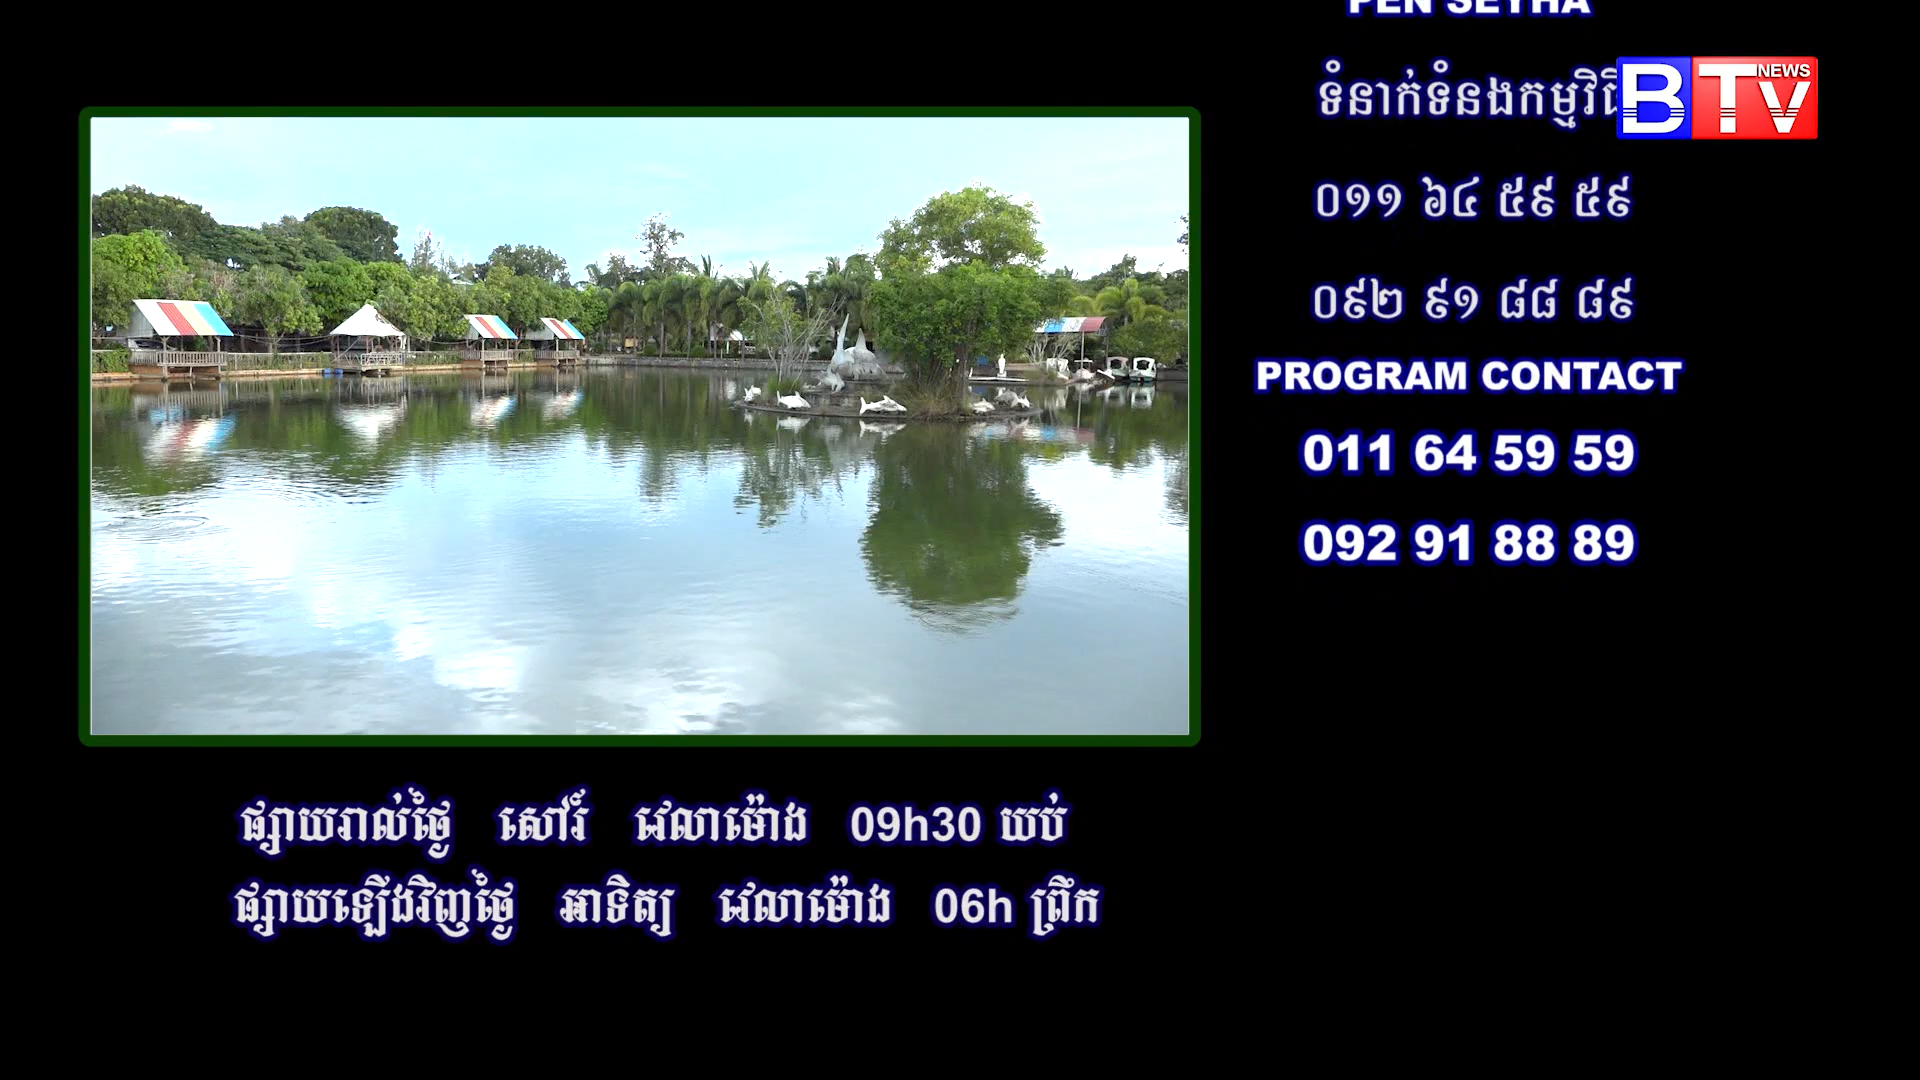 PEN SEYHA
ទំនាក់ទំនងកម្មវិធី
BTV NEWS
០១១ ៦៤ ៥៩ ៥៩
០៩២ ៩១ ៨៨ ៨៩
PROGRAM CONTACT
011 64 59 59
092 91 88 89
ផ្សាយរាល់ថ្ងៃ សៅរ៍ វេលាម៉ោង 09h30 យប់
ផ្សាយឡើងវិញថ្ងៃ អាទិត្យ វេលាម៉ោង 06h ព្រឹក